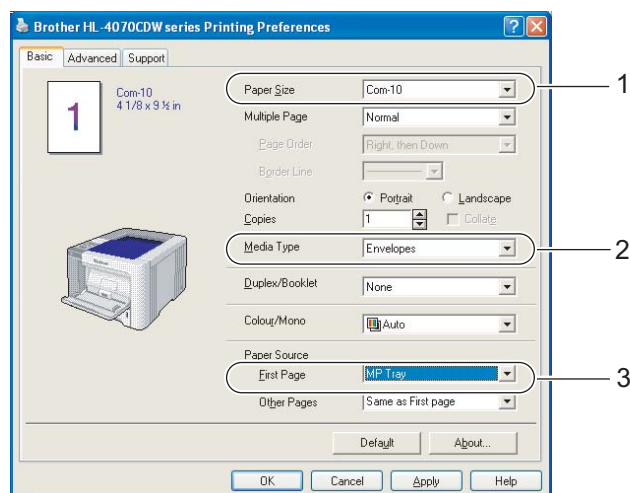 Brother HL-4070CDW series Printing Preferences
Basic Advanced Support
1
Com-10
4 1/8 x 9 ½ in
Paper Size Com-10 1
Multiple Page Normal
Page Order Right, then Down
Border Line
Orientation Portrait Landscape
Copies 1 Collate
Media Type Envelopes 2
Duplex/Booklet None
Colour/Mono Auto
Paper Source
First Page MP Tray 3
Other Pages Same as First page
Default About...
OK Cancel Apply Help